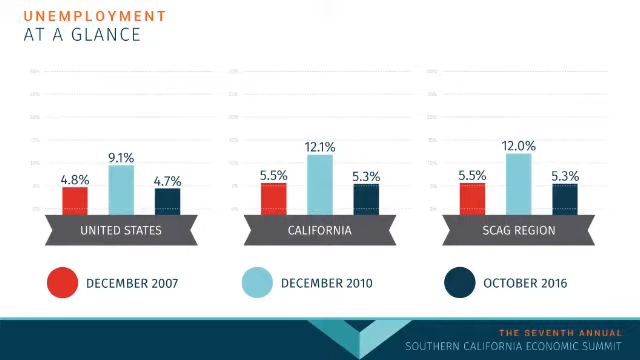 UNEMPLOYMENT
AT A GLANCE
4.8%
9.1%
4.7%
5.5%
12.1%
5.3%
5.5%
12.0%
5.3%
UNITED STATES
CALIFORNIA
SCAG REGION
DECEMBER 2007
DECEMBER 2010
OCTOBER 2016
THE SEVENTH ANNUAL
SOUTHERN CALIFORNIA ECONOMIC SUMMIT